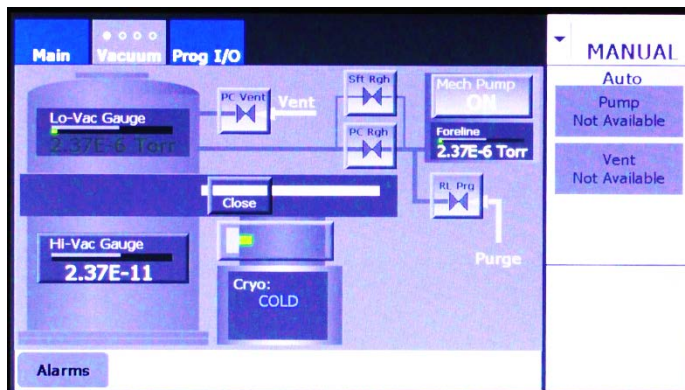 Main
Vacuum
Prog I/O
MANUAL
Auto
Pump
Not Available
Vent
Not Available
PC Vent
Vent
Sft Rgh
Mech Pump
ON
Lo-Vac Gauge
2.37E-6 Torr
PC Rgh
Foreline
2.37E-6 Torr
Close
RL Prg
Purge
Hi-Vac Gauge
2.37E-11
Cryo:
COLD
Alarms